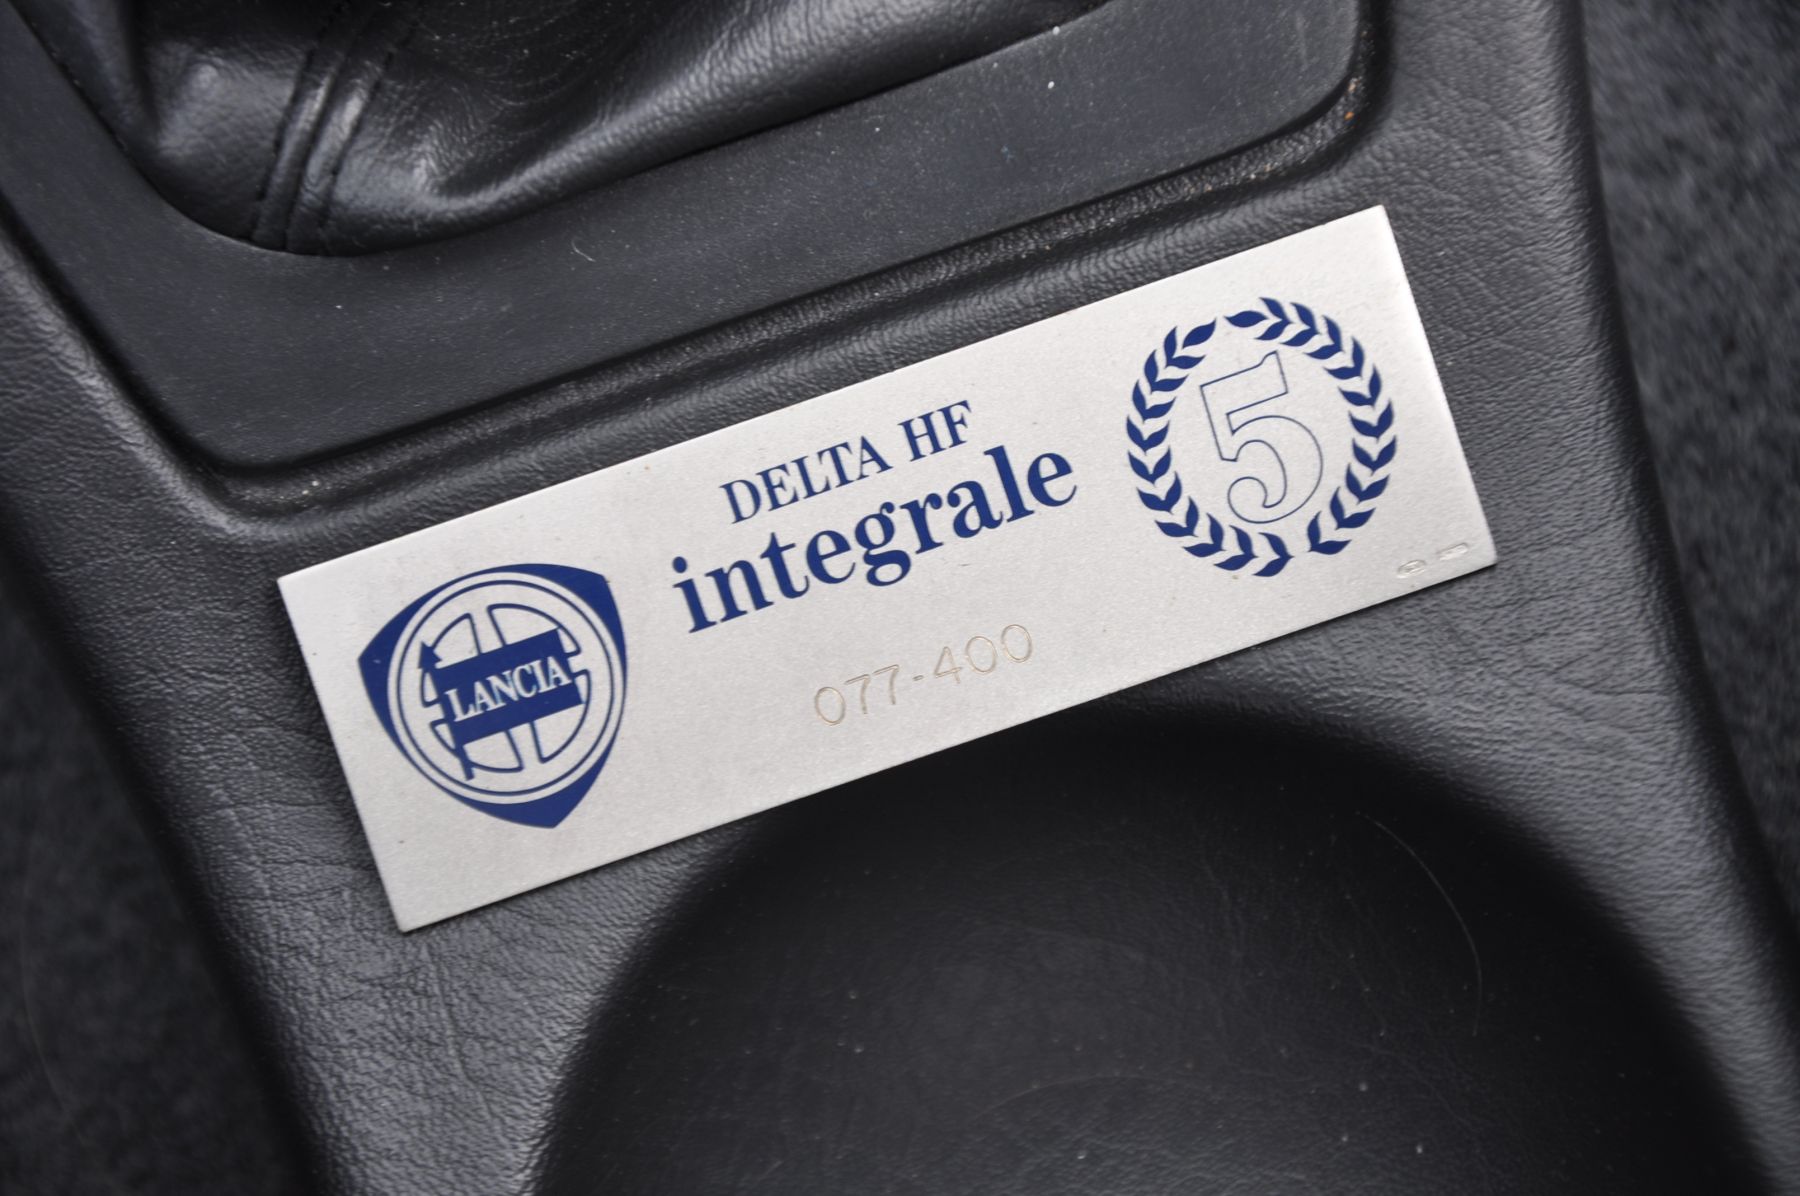 DELTA HF
integrale
5
LANCIA
077-400